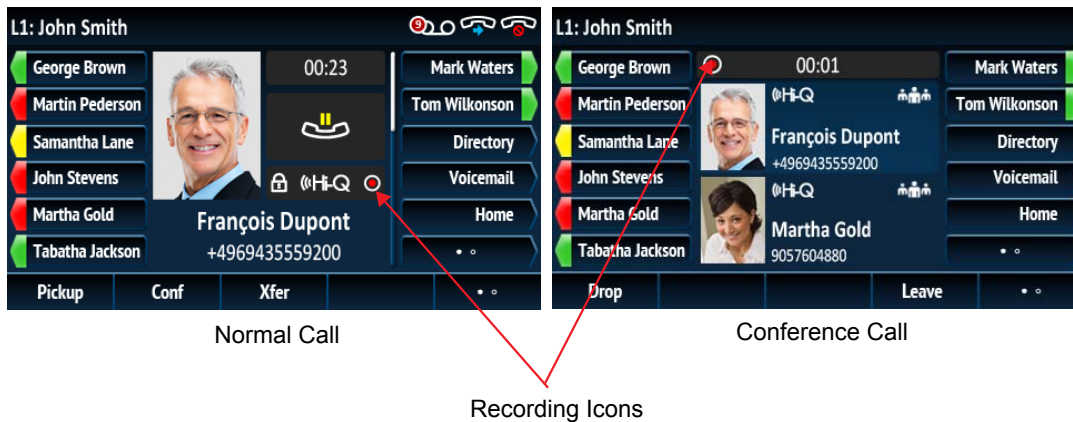 L1: John Smith
9
George Brown
Martin Pederson
Samantha Lane
John Stevens
Martha Gold
Tabatha Jackson
00:23
Hi-Q
François Dupont
+4969435559200
Mark Waters
Tom Wilkonson
Directory
Voicemail
Home
Pickup Conf Xfer
Normal Call
L1: John Smith
George Brown
Martin Pederson
Samantha Lane
John Stevens
Martha Gold
Tabatha Jackson
00:01
Hi-Q
François Dupont
+4969435559200
Hi-Q
Martha Gold
9057604880
Mark Waters
Tom Wilkonson
Directory
Voicemail
Home
Drop Leave
Conference Call
Recording Icons